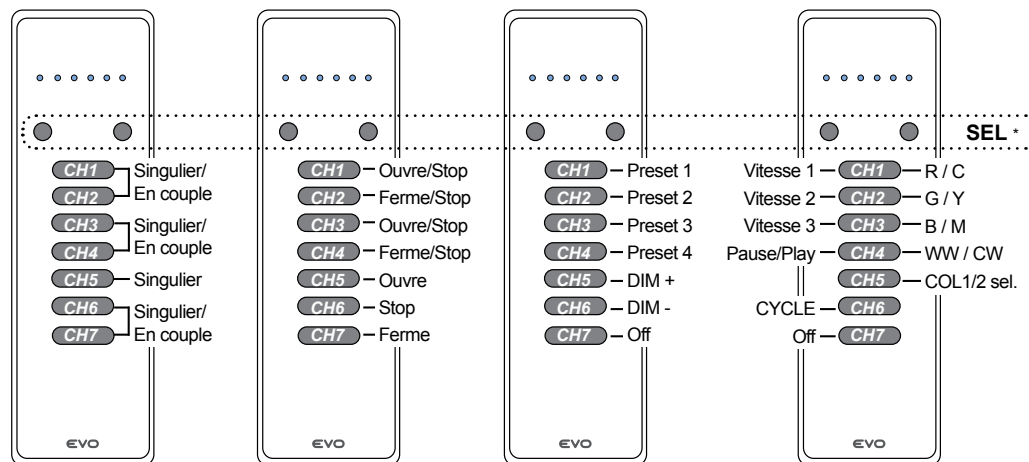 SEL *
CH1
CH2
Singulier/
En couple
CH3
CH4
Singulier/
En couple
CH5 Singulier
CH6
CH7
Singulier/
En couple
EVO
CH1 Ouvre/Stop
CH2 Ferme/Stop
CH3 Ouvre/Stop
CH4 Ferme/Stop
CH5 Ouvre
CH6 Stop
CH7 Ferme
EVO
CH1 Preset 1
CH2 Preset 2
CH3 Preset 3
CH4 Preset 4
CH5 DIM +
CH6 DIM -
CH7 Off
EVO
Vitesse 1 CH1 R / C
Vitesse 2 CH2 G / Y
Vitesse 3 CH3 B / M
Pause/Play CH4 WW / CW
CH5 COL1/2 sel.
CYCLE CH6
Off CH7
EVO